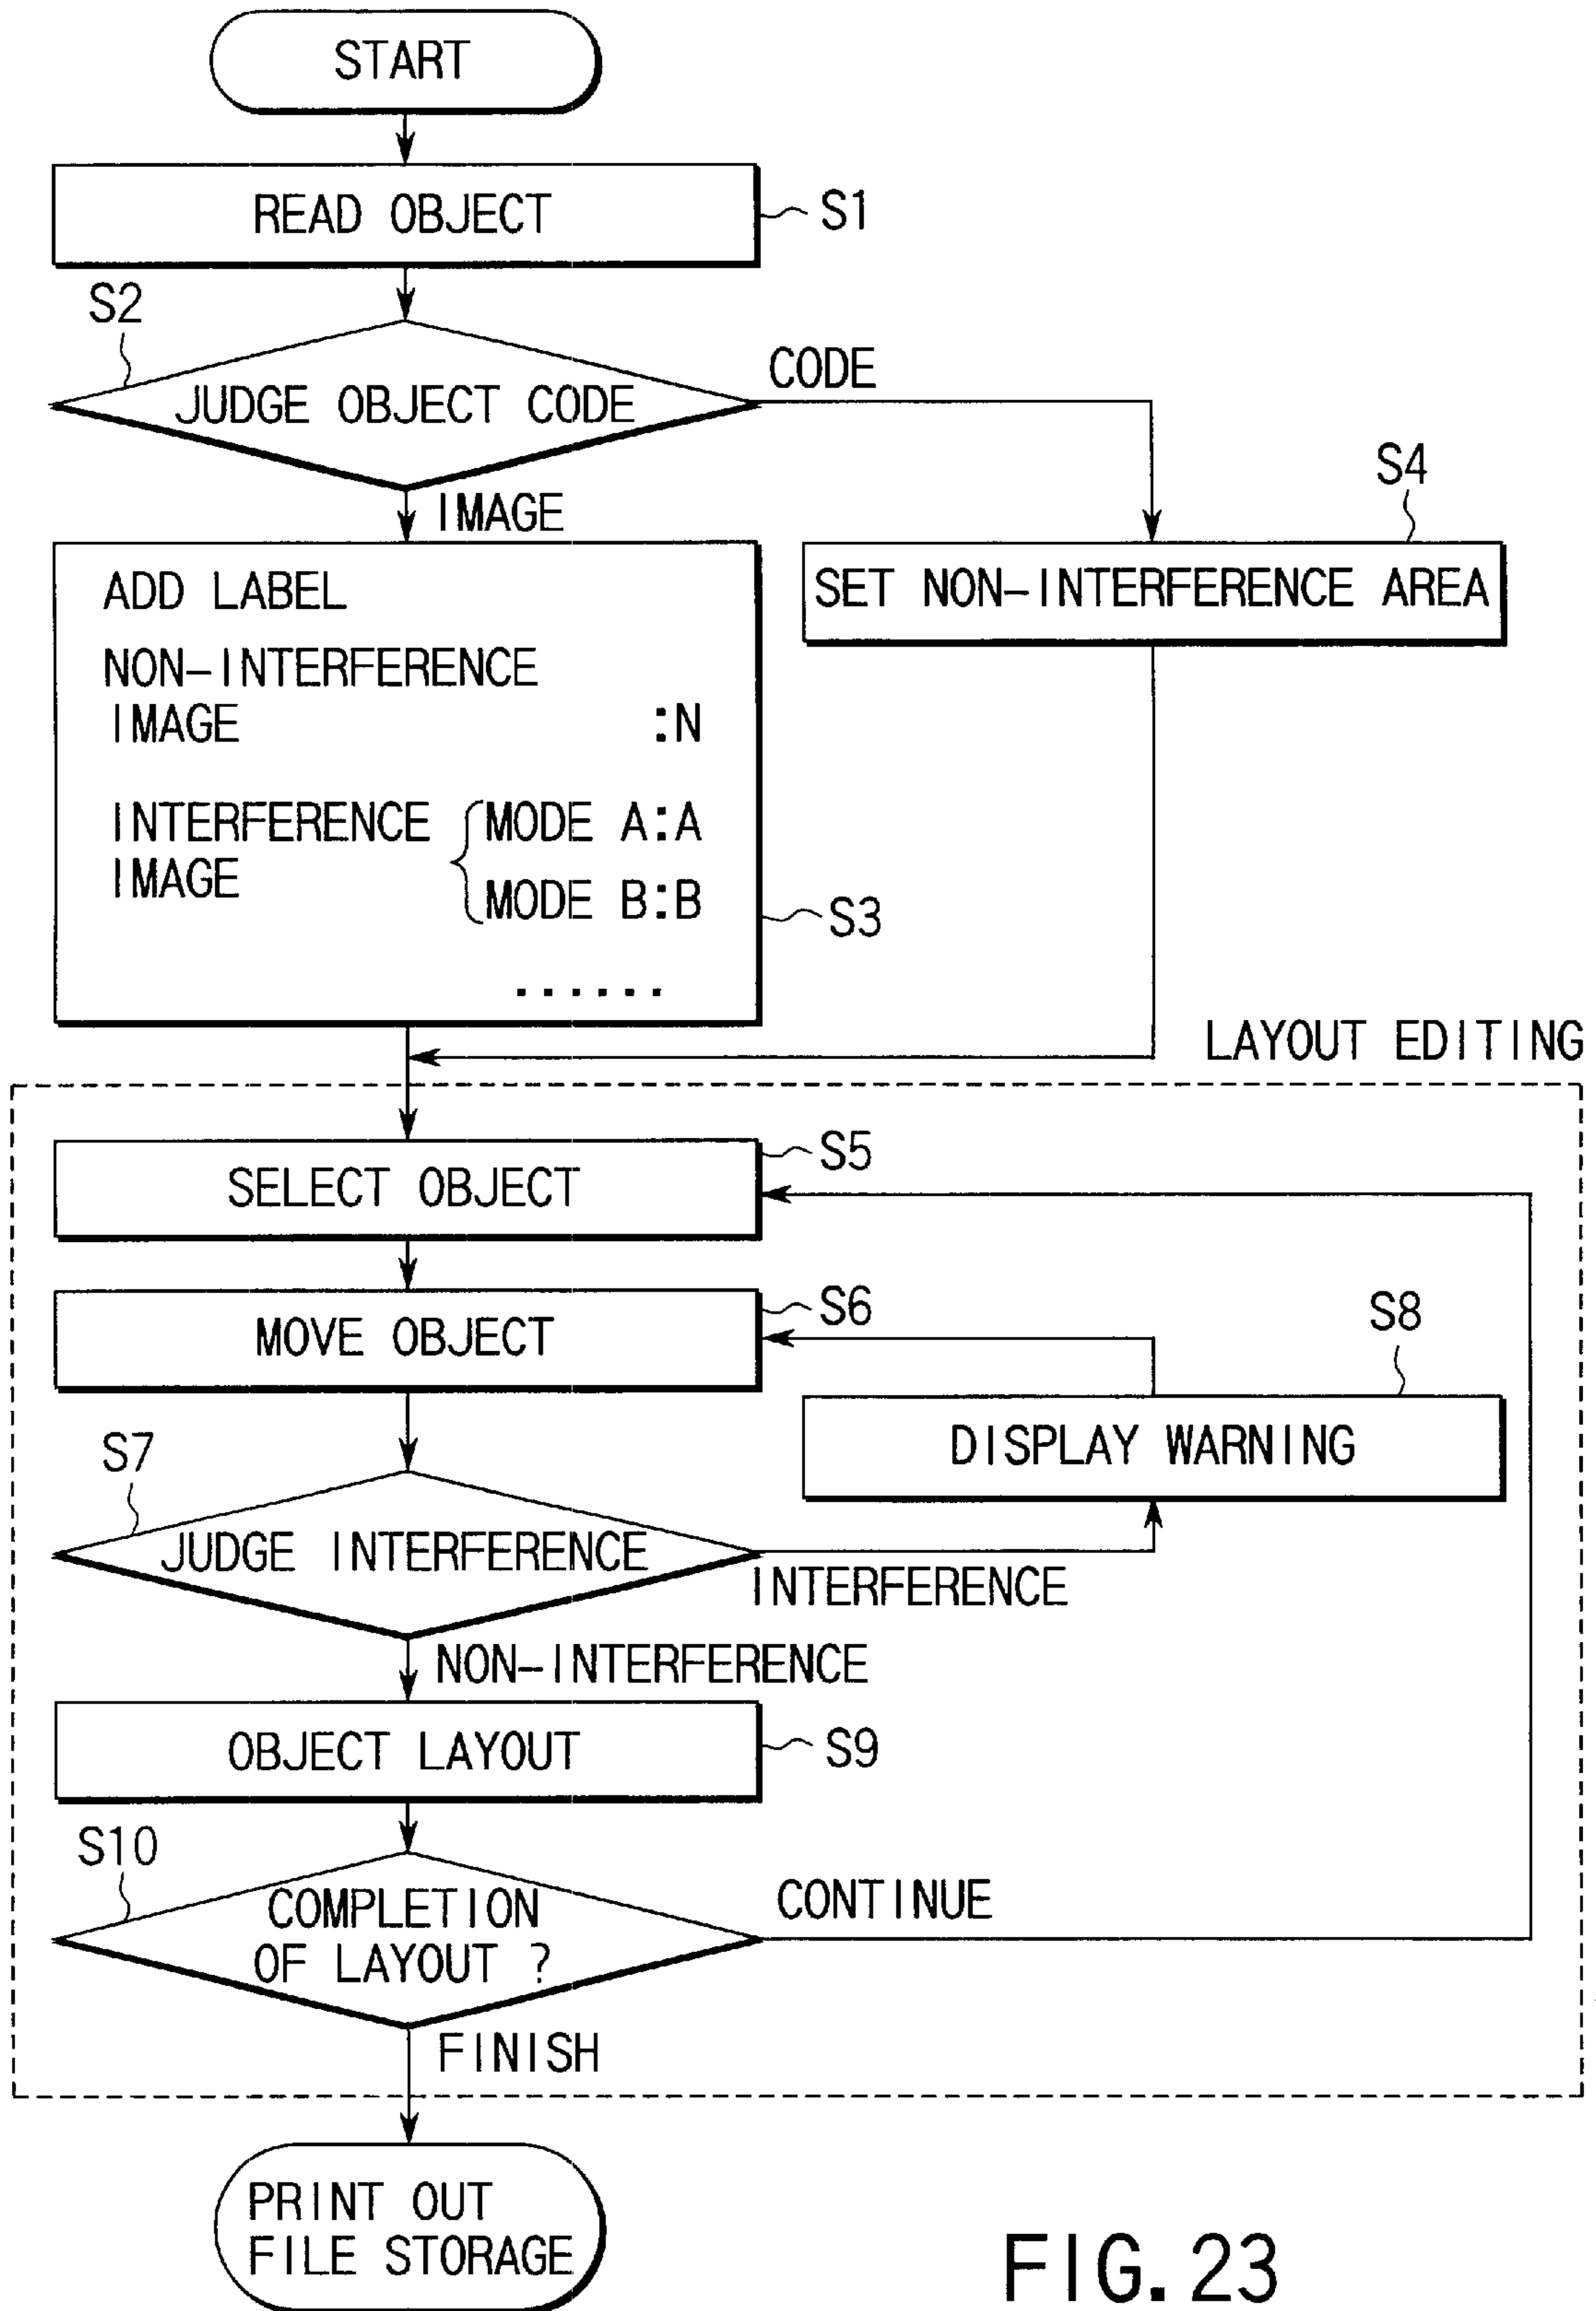 START
READ OBJECT
S1
S2
JUDGE OBJECT CODE
CODE
IMAGE
S4
SET NON-INTERFERENCE AREA
ADD LABEL
NON-INTERFERENCE
IMAGE :N
INTERFERENCE
IMAGE
MODE A:A
MODE B:B
......
S3
LAYOUT EDITING
SELECT OBJECT
S5
MOVE OBJECT
S6
S8
DISPLAY WARNING
S7
JUDGE INTERFERENCE
INTERFERENCE
NON-INTERFERENCE
OBJECT LAYOUT
S9
S10
COMPLETION
OF LAYOUT ?
CONTINUE
FINISH
PRINT OUT
FILE STORAGE
FIG. 23